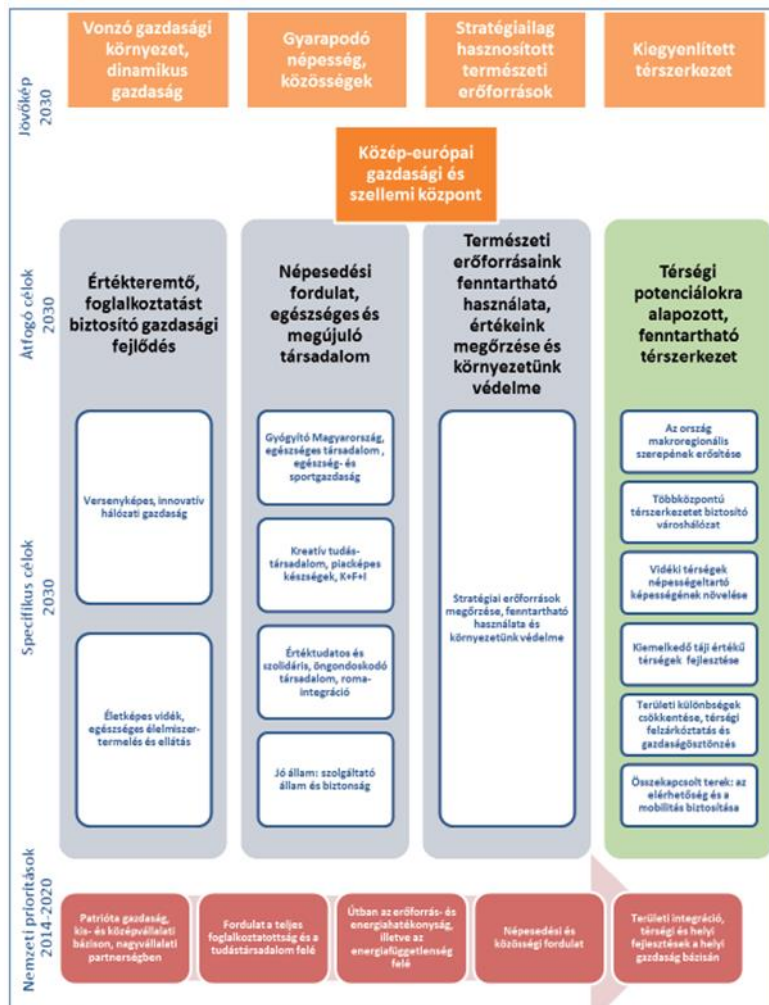 Jövőkép
2030
Vonzó gazdasági
környezet,
dinamikus
gazdaság
Gyarapodó
népesség,
közösségek
Stratégiailag
hasznosított
természeti
erőforrások
Kiegyenlített
térszerkezet
Közép-európai
gazdasági és
szellemi központ
Átfogó célok
2030
Értékteremtő,
foglalkoztatást
biztosító gazdasági
fejlődés
Népesedési
fordulat,
egészséges és
megújuló
társadalom
Természeti
erőforrásaink
fenntartható
használata,
értékeink
megőrzése és
környezetünk
védelme
Térségi
potenciálokra
alapozott,
fenntartható
térszerkezet
Specifikus célok
2030
Versenyképes, innovatív
hálózati gazdaság
Életképes vidék,
egészséges élelmiszer-
termelés és ellátás
Gyógyító Magyarország,
egészséges társadalom ,
egészség- és
sportgazdaság
Kreatív tudás-
társadalom, piacképes
készségek, K+F+I
Értéktudatos és
szolidáris, öngondoskodó
társadalom, roma-
integráció
Jó állam: szolgáltató
állam és biztonság
Stratégiai erőforrások
megőrzése, fenntartható
használata és
környezetünk védelme
Az ország
makroregionális
szerepének erősítése
Többközpontú
térszerkezetet biztosító
városhálózat
Vidéki térségek
népességeltartó
képességének növelése
Kiemelkedő táji értékű
térségek fejlesztése
Területi különbségek
csökkentése, térségi
felzárkóztatás és
gazdaságösztönzés
Összekapcsolt terek: az
elérhetőség és a
mobilitás biztosítása
Nemzeti prioritások
2014-2020
Patrióta gazdaság,
kis- és középvállalati
bázison, nagyvállalati
partnerségben
Fordulat a teljes
foglalkoztatottság és a
tudástársadalom felé
Útban az erőforrás- és
energiahatékonyság,
illetve az
energiafüggetlenség
felé
Népesedési és
közösségi fordulat
Területi integráció,
térségi és helyi
fejlesztések a helyi
gazdaság bázisán